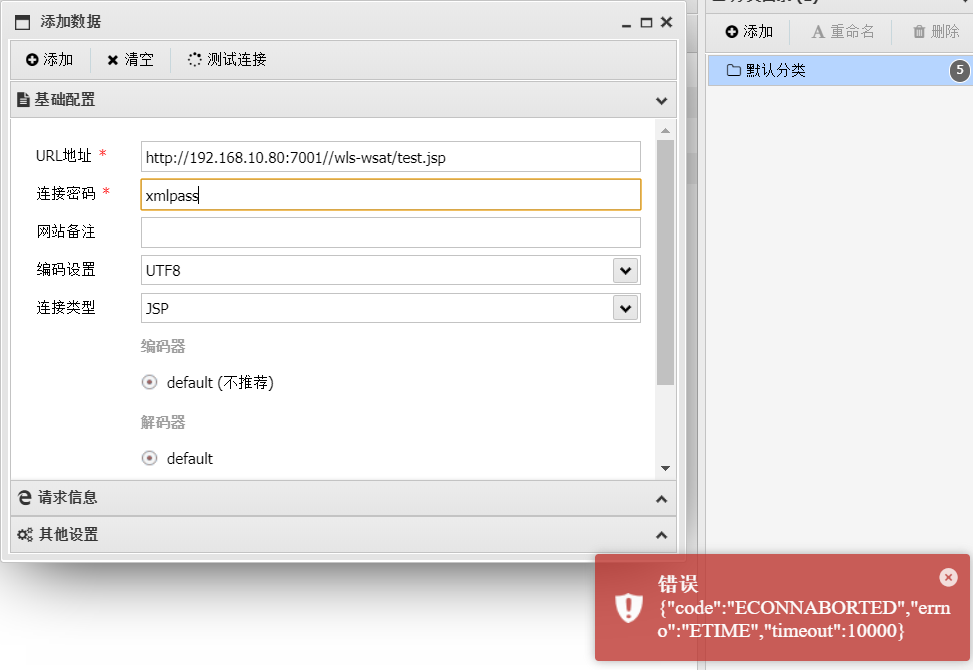 添加数据
添加 清空 测试连接
基础配置
URL地址 *
http://192.168.10.80:7001//wls-wsat/test.jsp
连接密码 *
xmlpass
网站备注
编码设置
UTF8
连接类型
JSP
编码器
default (不推荐)
解码器
default
请求信息
其他设置
添加 A 重命名 删除
默认分类
5
错误
{"code":"ECONNABORTED","errn
o":"ETIME","timeout":10000}